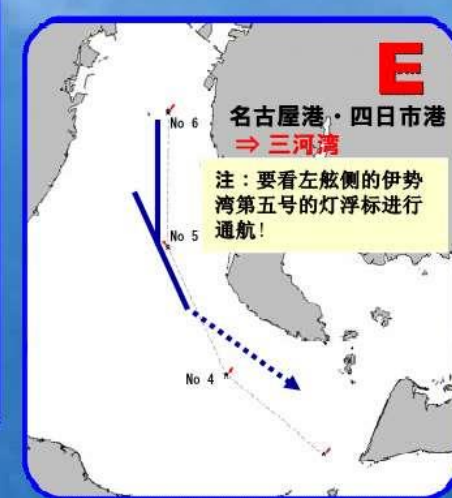 E
名古屋港・四日市港
⇒ 三河湾
注：要看左舷侧的伊势
湾第五号的灯浮标进行
通航！
No 6
No 5
No 4